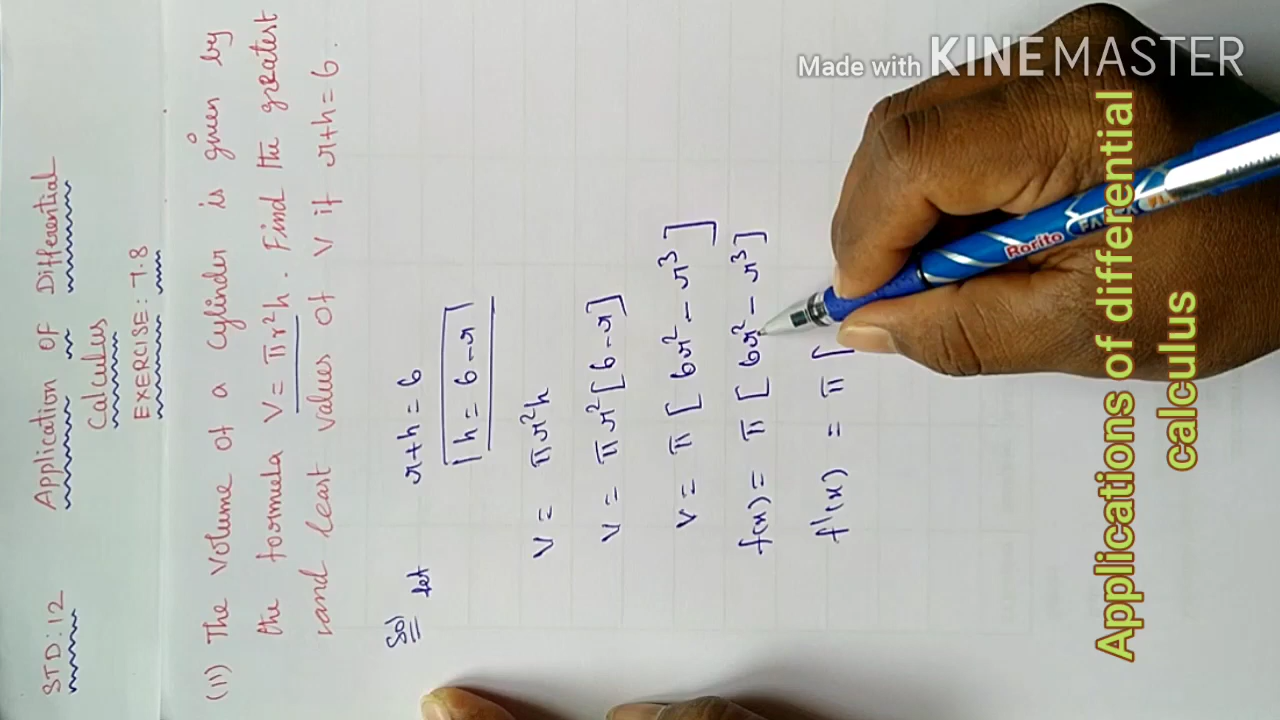 STD: 12 Application of Differential
Calculus
EXERCISE: 7.8
(11) The volume of a cylinder is given by
the formula V = πr²h. Find the greatest
and least values of V if r+h=6.
Sol
let r+h=6
h = 6-r
V = πr²h
V = πr²[6-r]
V = π[6r²-r³]
f(x) = π[6r²-r³]
f'(x) = π[
Made with KINEMASTER
Rorito
Applications of differential
calculus